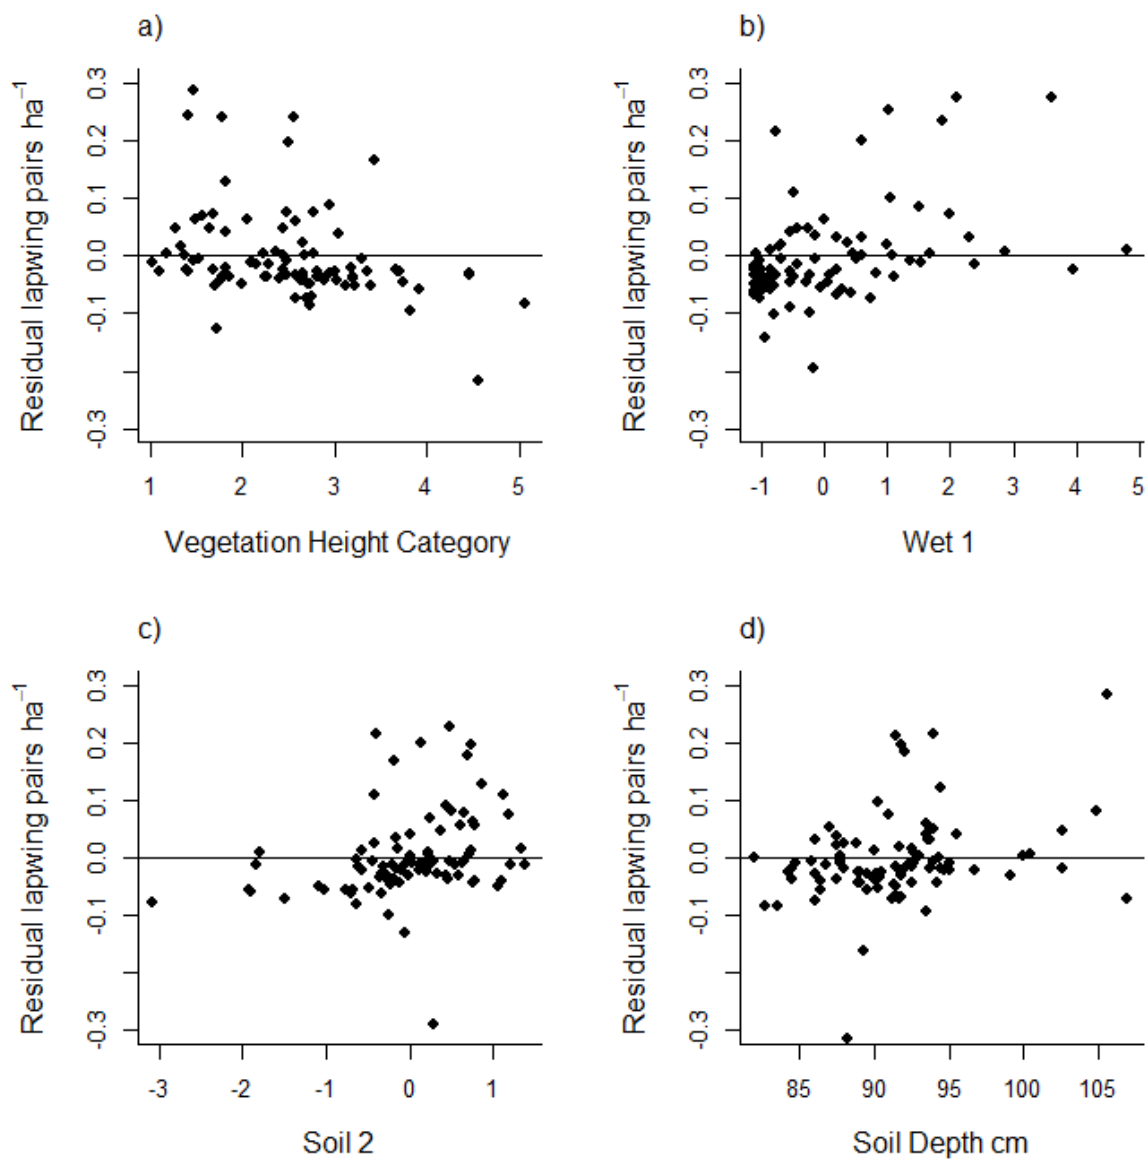 a)
Residual lapwing pairs ha⁻¹
0.3
0.2
0.1
0.0
-0.1
-0.3
1 2 3 4 5
Vegetation Height Category
b)
Residual lapwing pairs ha⁻¹
0.3
0.2
0.1
0.0
-0.1
-0.3
-1 0 1 2 3 4 5
Wet 1
c)
Residual lapwing pairs ha⁻¹
0.3
0.2
0.1
0.0
-0.1
-0.3
-3 -2 -1 0 1
Soil 2
d)
Residual lapwing pairs ha⁻¹
0.3
0.2
0.1
0.0
-0.1
-0.3
85 90 95 100 105
Soil Depth cm